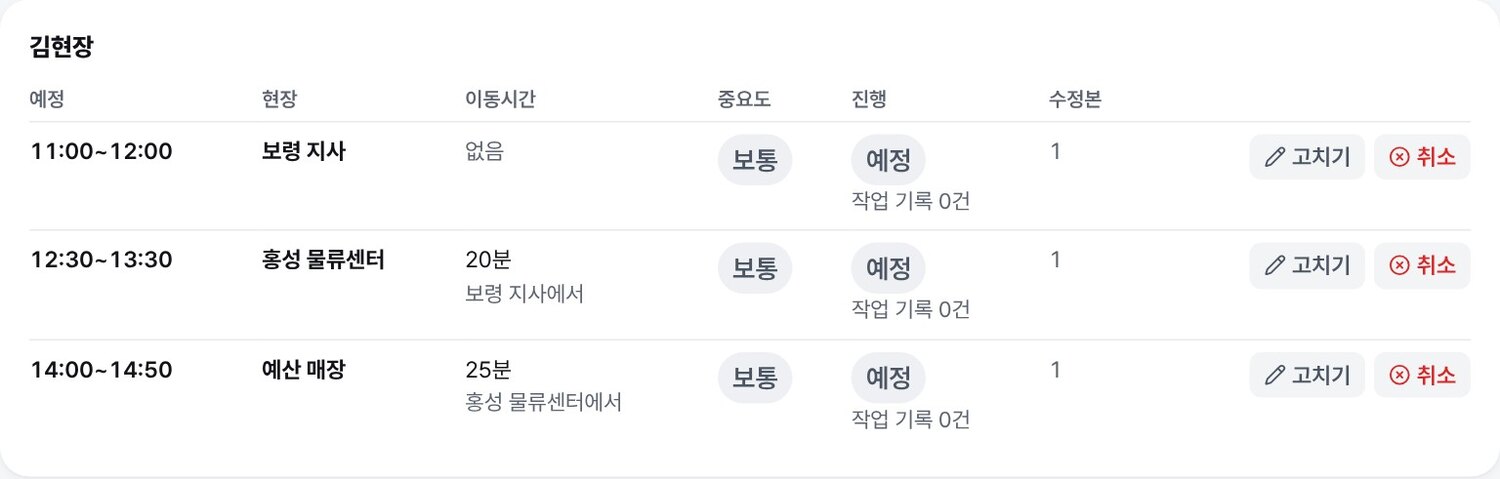 김현장
예정 현장 이동시간 중요도 진행 수정본
11:00~12:00 보령 지사 없음 보통 예정 1 고치기 취소
작업 기록 0건
12:30~13:30 홍성 물류센터 20분 보통 예정 1 고치기 취소
보령 지사에서 작업 기록 0건
14:00~14:50 예산 매장 25분 보통 예정 1 고치기 취소
홍성 물류센터에서 작업 기록 0건